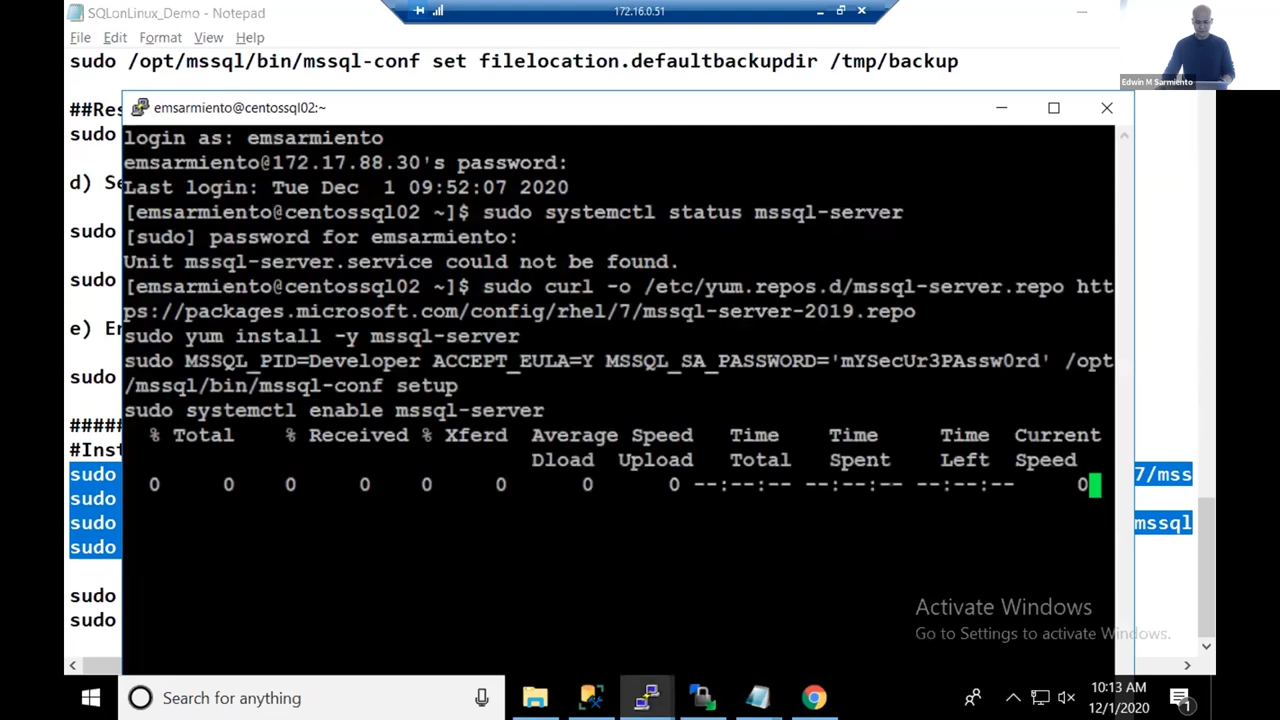 SQLonLinux_Demo - Notepad
172.16.0.51
File Edit Format View Help
sudo /opt/mssql/bin/mssql-conf set filelocation.defaultbackupdir /tmp/backup
Edwin M Sarmiento
##Res
sudo
d) Se
sudo
sudo
e) En
sudo
#####
#Inst
sudo
sudo
sudo
sudo
sudo
sudo
7/mss
mssql
emsarmiento@centossql02:~
login as: emsarmiento
emsarmiento@172.17.88.30's password:
Last login: Tue Dec  1 09:52:07 2020
[emsarmiento@centossql02 ~]$ sudo systemctl status mssql-server
[sudo] password for emsarmiento:
Unit mssql-server.service could not be found.
[emsarmiento@centossql02 ~]$ sudo curl -o /etc/yum.repos.d/mssql-server.repo htt
ps://packages.microsoft.com/config/rhel/7/mssql-server-2019.repo
sudo yum install -y mssql-server
sudo MSSQL_PID=Developer ACCEPT_EULA=Y MSSQL_SA_PASSWORD='mYSecUr3PAssw0rd' /opt
/mssql/bin/mssql-conf setup
sudo systemctl enable mssql-server
% Total % Received % Xferd Average Speed Time Time Time Current
Dload Upload Total Spent Left Speed
0 0 0 0 0 0 0 0 --:--:-- --:--:-- --:--:-- 0
Activate Windows
Go to Settings to activate Windows.
Search for anything
10:13 AM
12/1/2020
1